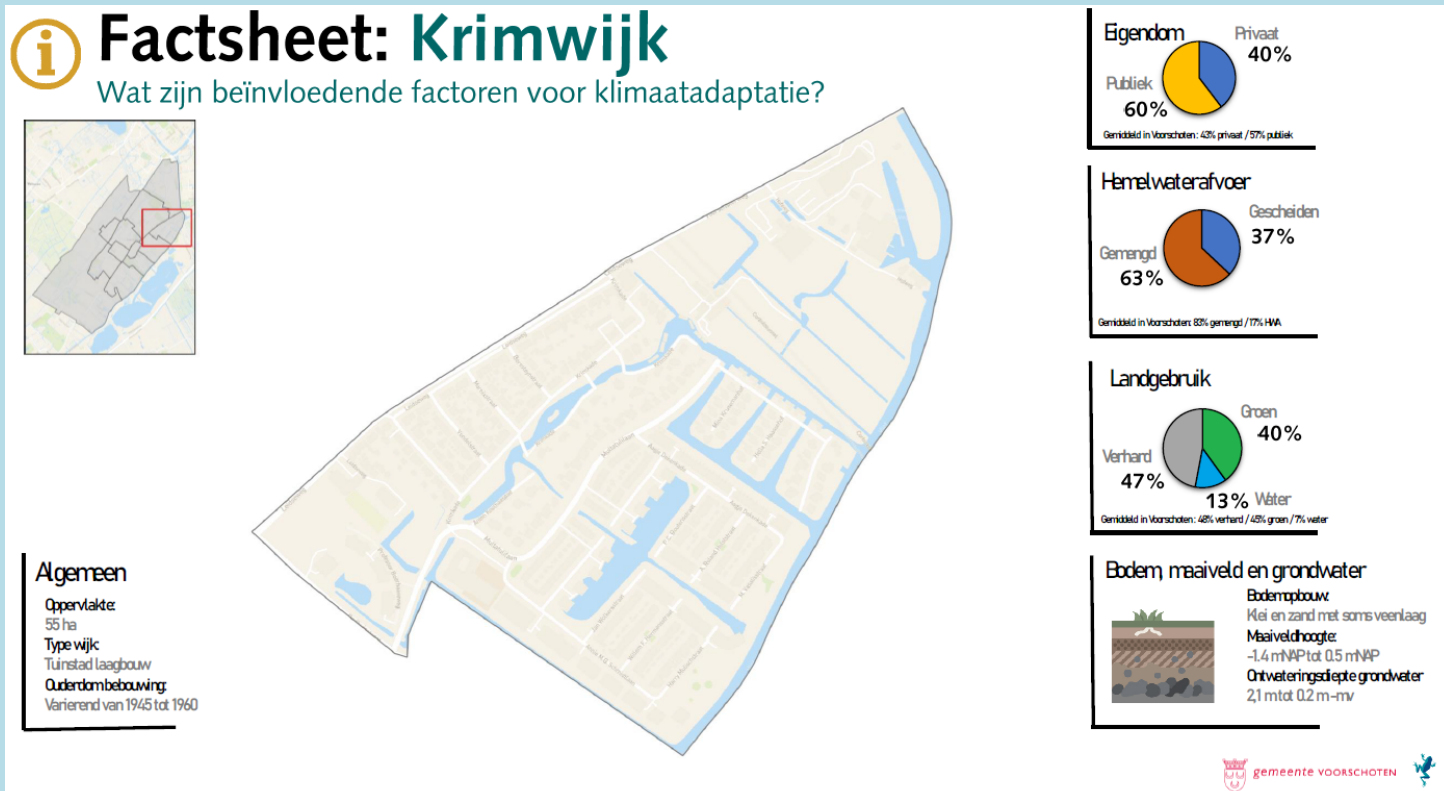 Factsheet: Krimwijk
Wat zijn beïnvloedende factoren voor klimaatadaptatie?
Algemeen
Oppervlakte:
55 ha
Type wijk:
Tuinstad laagbouw
Ouderdom bebouwing:
Varierend van 1945 tot 1960
Eigendom
Privaat
40%
Publiek
60%
Gemiddeld in Voorschoten: 43% privaat / 57% publiek
Hemelwaterafvoer
Gescheiden
37%
Gemengd
63%
Gemiddeld in Voorschoten: 83% gemengd / 17% HWA
Landgebruik
Groen
40%
Verhard
47%
13% Water
Gemiddeld in Voorschoten: 48% verhard / 45% groen / 7% water
Bodem, maaiveld en grondwater
Bodemopbouw:
Klei en zand met soms veenlaag
Maaiveldhoogte:
-1.4 mNAP tot 0.5 mNAP
Ontwateringsdiepte grondwater
2,1 m tot 0.2 m -mv
gemeente VOORSCHOTEN